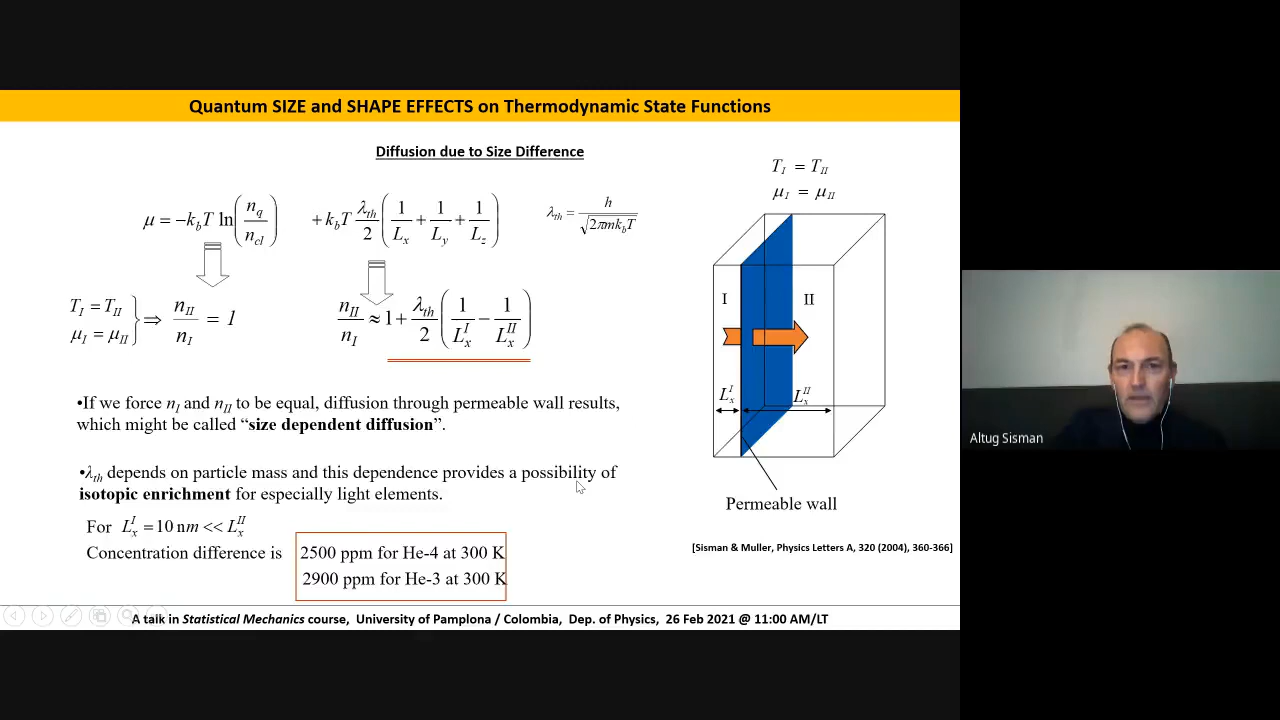 Quantum SIZE and SHAPE EFFECTS on Thermodynamic State Functions
Diffusion due to Size Difference
μ = −k_b T ln(n_q / n_cl) + k_b T λ_th / 2 (1/L_x + 1/L_y + 1/L_z)
λ_th = h / √(2πmk_bT)
T_I = T_II
μ_I = μ_II
T_I = T_II
μ_I = μ_II
} ⇒ n_II / n_I = 1
n_II / n_I ≈ 1 + λ_th / 2 (1/L_x^I − 1/L_x^II)
I
II
L_x^I
L_x^II
Permeable wall
•If we force n_I and n_II to be equal, diffusion through permeable wall results,
which might be called “size dependent diffusion”.
•λ_th depends on particle mass and this dependence provides a possibility of
isotopic enrichment for especially light elements.
For L_x^I = 10 nm << L_x^II
Concentration difference is
2500 ppm for He-4 at 300 K
2900 ppm for He-3 at 300 K
[Sisman & Muller, Physics Letters A, 320 (2004), 360-366]
A talk in Statistical Mechanics course, University of Pamplona / Colombia, Dep. of Physics, 26 Feb 2021 @ 11:00 AM/LT
Altug Sisman